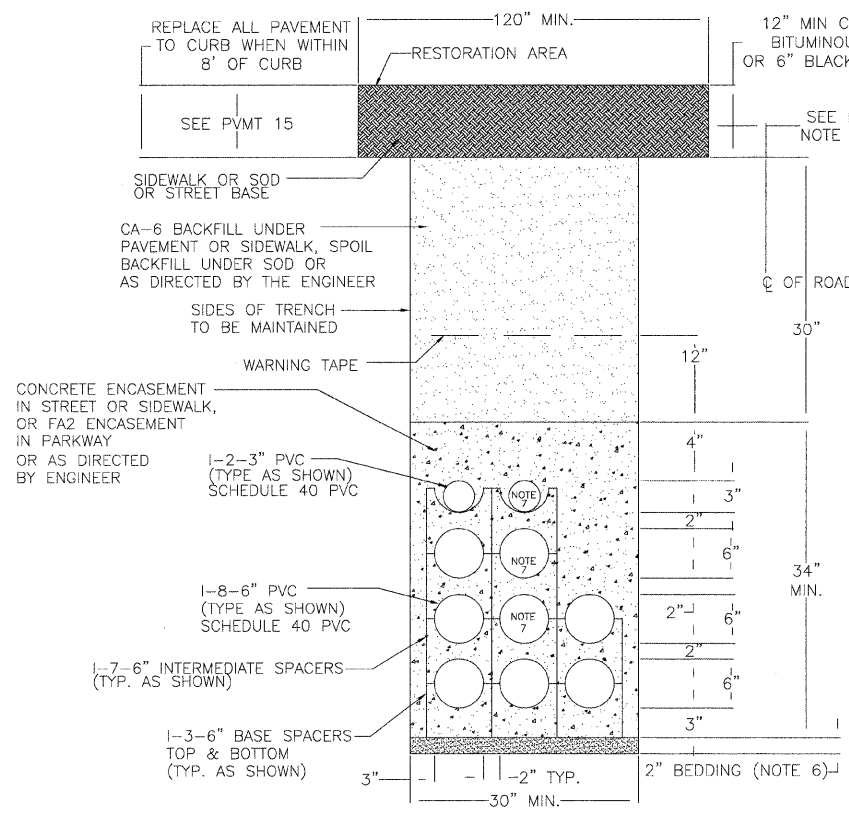 REPLACE ALL PAVEMENT
TO CURB WHEN WITHIN
8' OF CURB
120" MIN.
RESTORATION AREA
12" MIN C
BITUMINOU
OR 6" BLACK
SEE PVMT 15
SEE
NOTE
SIDEWALK OR SOD
OR STREET BASE
CA-6 BACKFILL UNDER
PAVEMENT OR SIDEWALK, SPOIL
BACKFILL UNDER SOD OR
AS DIRECTED BY THE ENGINEER
℄ OF ROAD
SIDES OF TRENCH
TO BE MAINTAINED
30"
WARNING TAPE
12"
CONCRETE ENCASEMENT
IN STREET OR SIDEWALK,
OR FA2 ENCASEMENT
IN PARKWAY
OR AS DIRECTED
BY ENGINEER
4"
1-2-3" PVC
(TYPE AS SHOWN)
SCHEDULE 40 PVC
NOTE
7
3"
2"
NOTE
7
6"
34"
MIN.
1-8-6" PVC
(TYPE AS SHOWN)
SCHEDULE 40 PVC
NOTE
7
2"
6"
2"
1-7-6" INTERMEDIATE SPACERS
(TYP. AS SHOWN)
6"
3"
1-3-6" BASE SPACERS
TOP & BOTTOM
(TYP. AS SHOWN)
3"
2" TYP.
2" BEDDING (NOTE 6)
30" MIN.